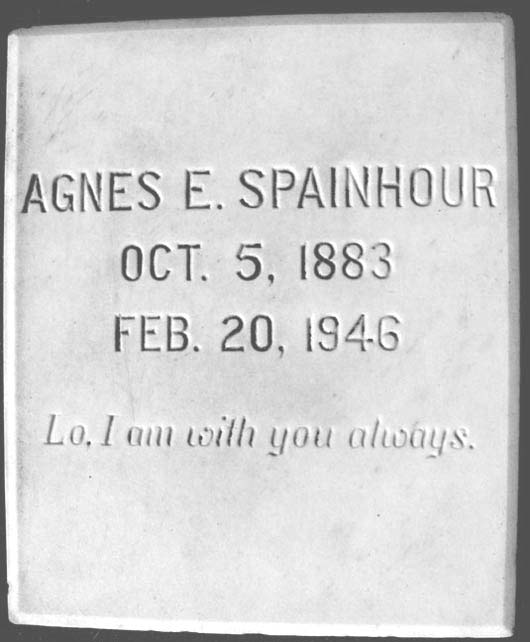 AGNES E. SPAINHOUR
OCT. 5, 1883
FEB. 20, 1946
Lo, I am with you always.